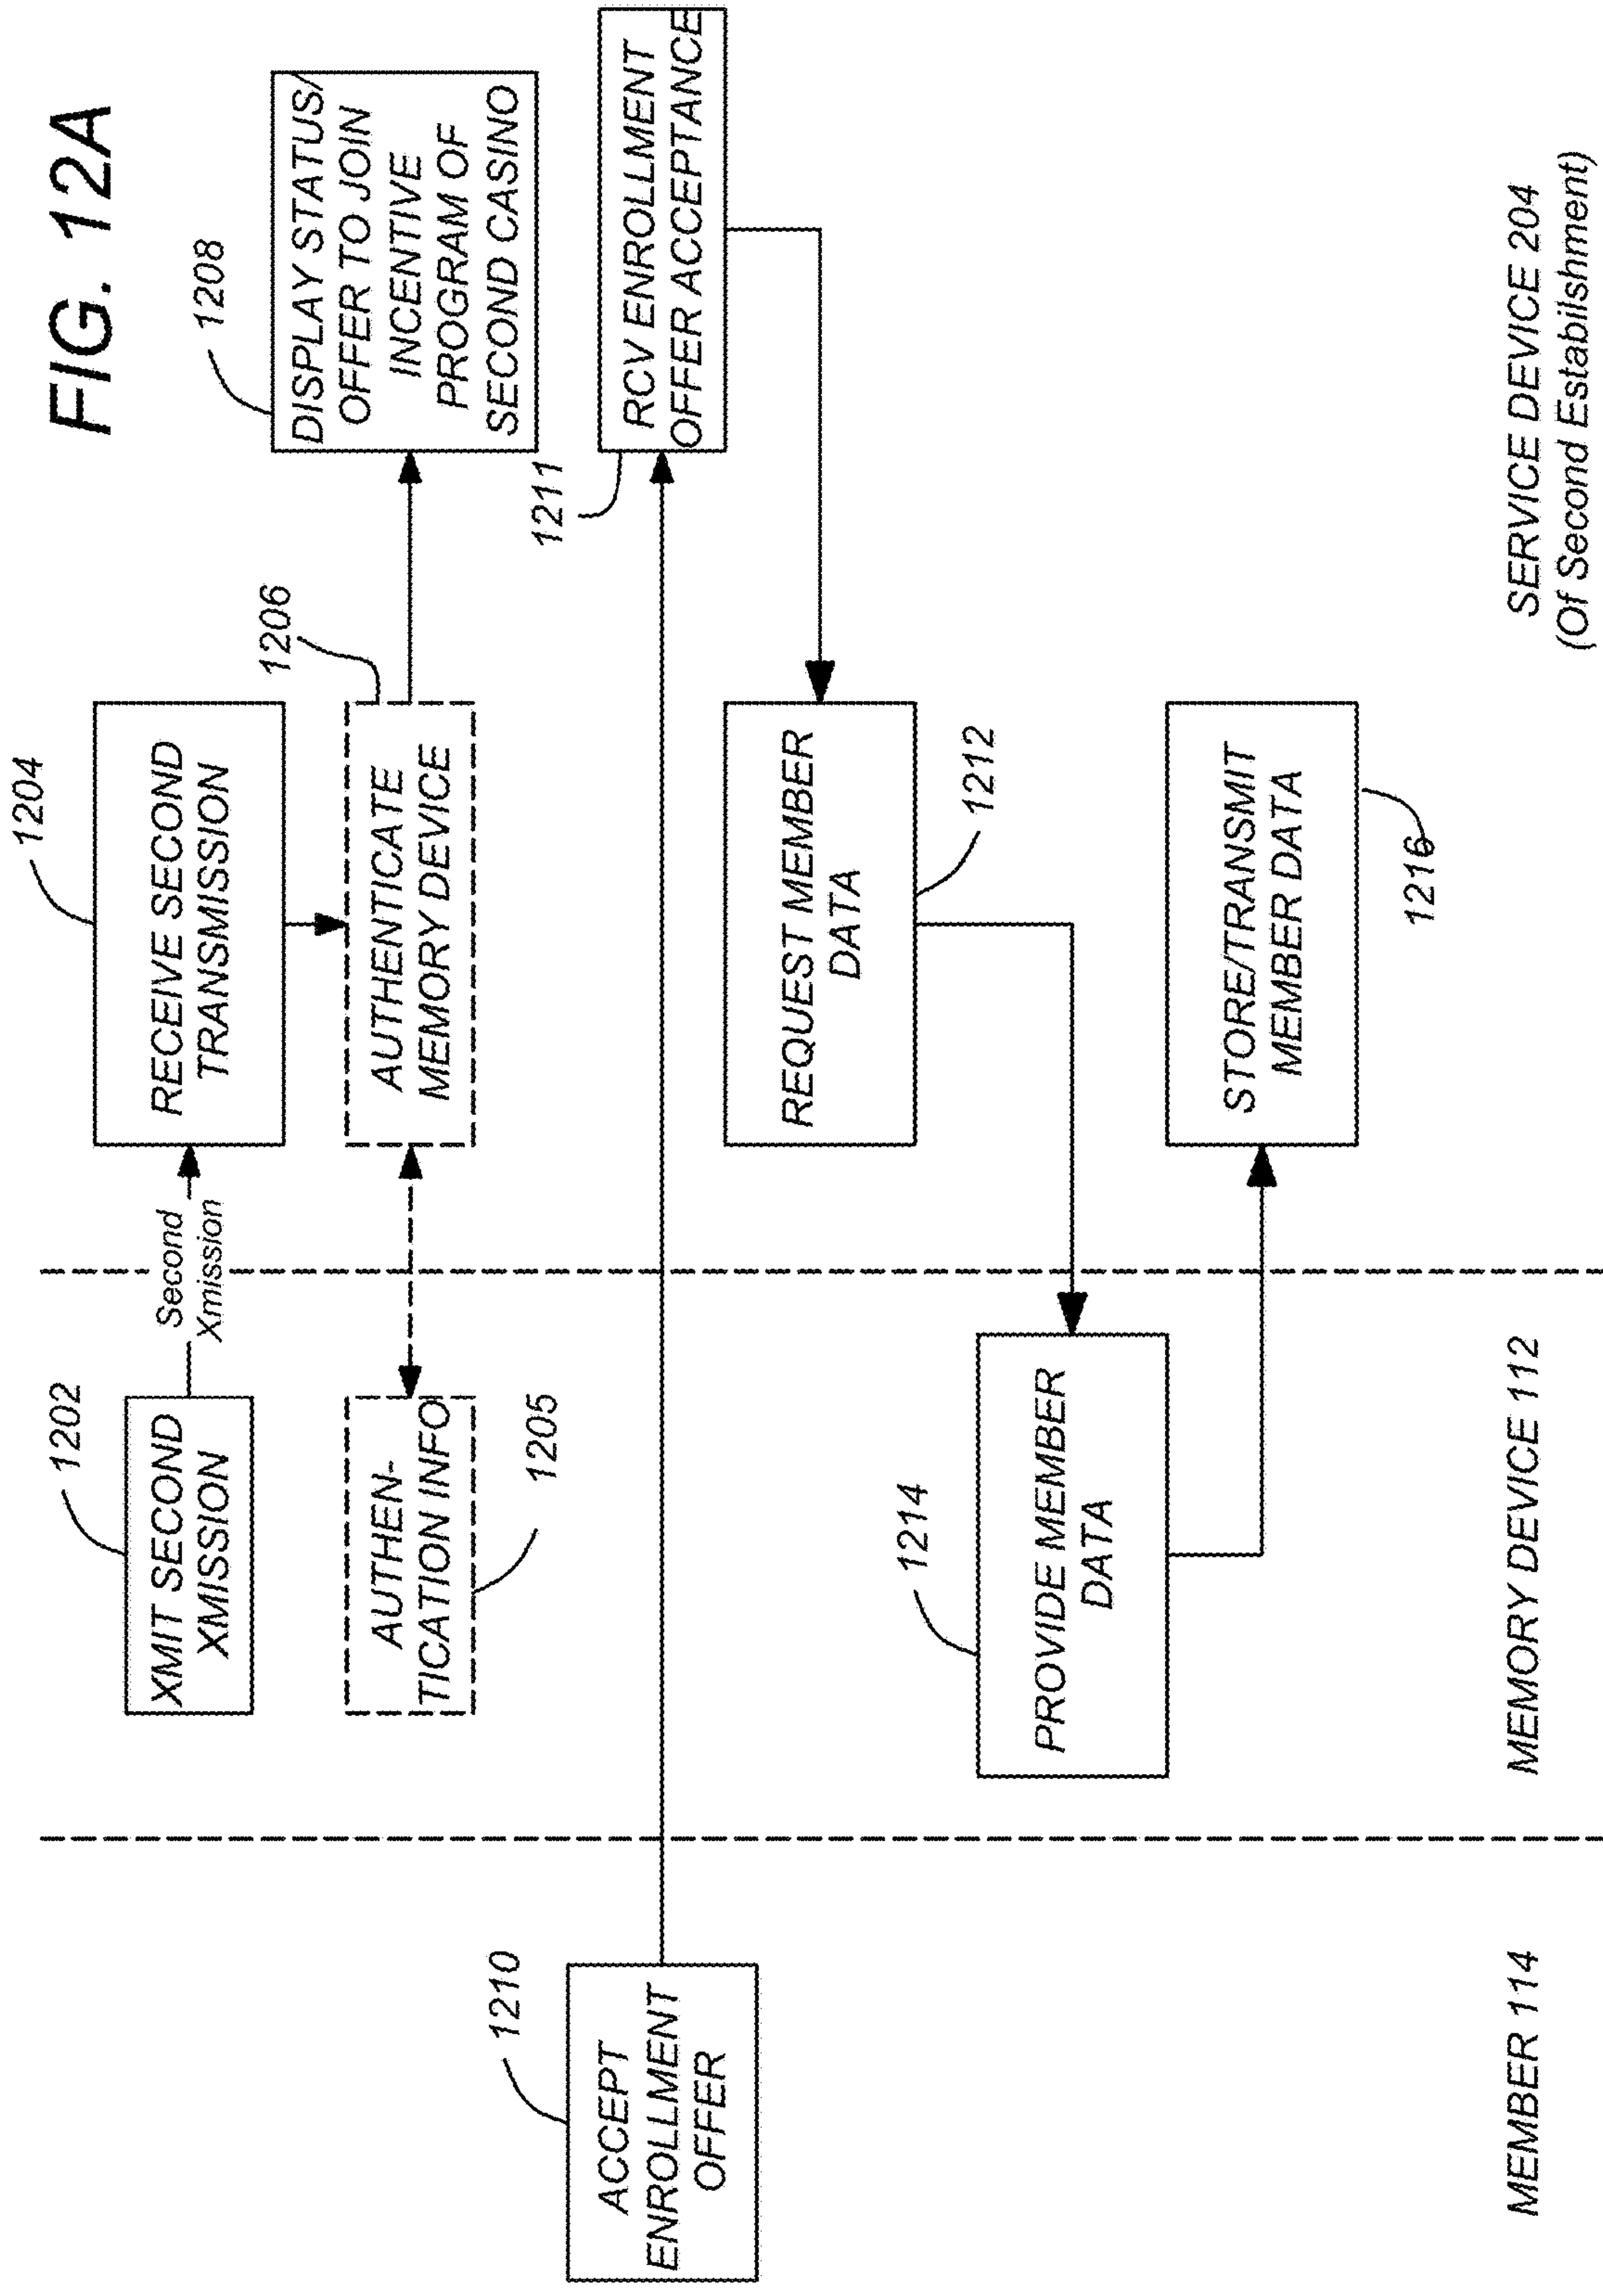 FIG. 12A
1202
XMIT SECOND
XMISSION
Second
Xmission
1204
RECEIVE SECOND
TRANSMISSION
1208
DISPLAY STATUS/
OFFER TO JOIN
INCENTIVE
PROGRAM OF
SECOND CASINO
AUTHEN-
TICATION INFO
1205
1206
AUTHENTICATE
MEMORY DEVICE
1210
ACCEPT
ENROLLMENT
OFFER
1211
RCV ENROLLMENT
OFFER ACCEPTANCE
REQUEST MEMBER
DATA
1212
1214
PROVIDE MEMBER
DATA
STORE/TRANSMIT
MEMBER DATA
1216
MEMBER 114
MEMORY DEVICE 112
SERVICE DEVICE 204
(Of Second Establishment)